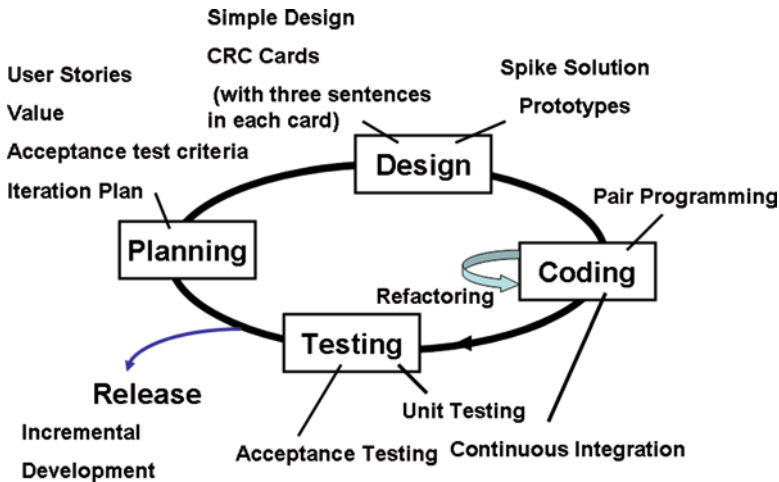 Simple Design
CRC Cards
(with three sentences
in each card)
User Stories
Value
Acceptance test criteria
Iteration Plan
Spike Solution
Prototypes
Design
Pair Programming
Planning
Coding
Refactoring
Testing
Release
Incremental
Development
Unit Testing
Acceptance Testing
Continuous Integration